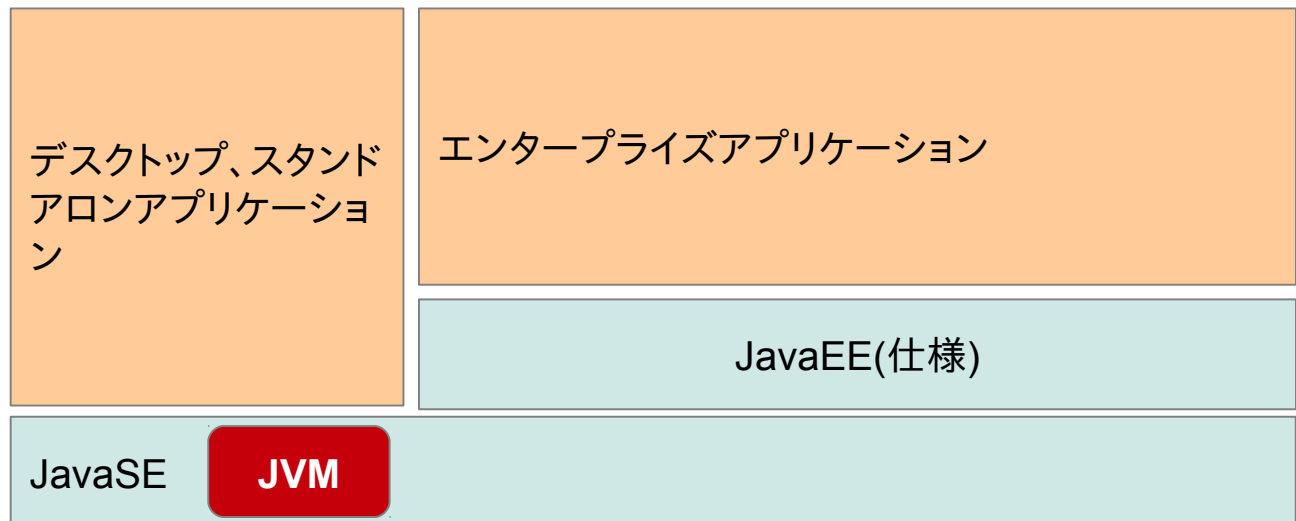 デスクトップ、スタンド
アロンアプリケーショ
ン
エンタープライズアプリケーション
JavaEE(仕様)
JavaSE
JVM